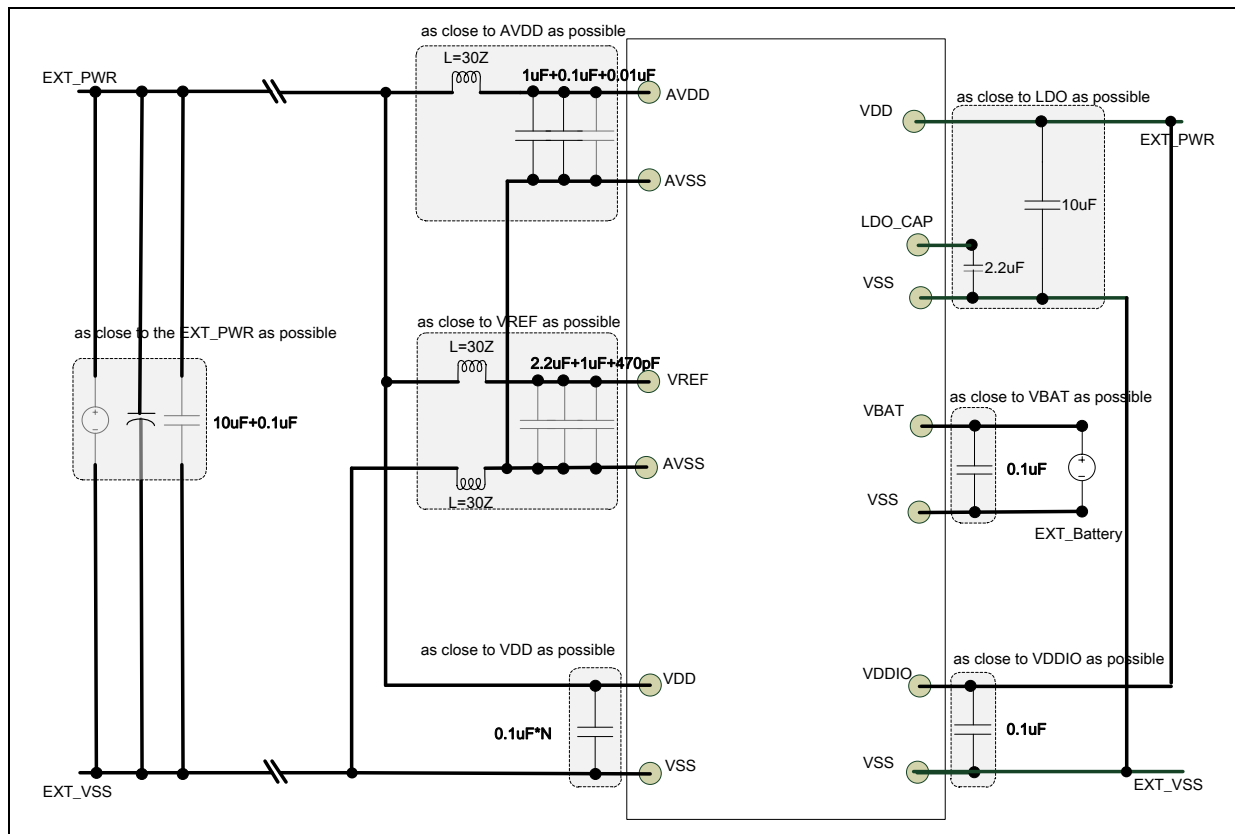 as close to AVDD as possible
L=30Z
EXT_PWR
1uF+0.1uF+0.01uF
AVDD
AVSS
as close to the EXT_PWR as possible
10uF+0.1uF
as close to VREF as possible
L=30Z
2.2uF+1uF+470pF
VREF
AVSS
L=30Z
as close to VDD as possible
VDD
0.1uF*N
VSS
EXT_VSS
as close to LDO as possible
VDD
EXT_PWR
10uF
LDO_CAP
2.2uF
VSS
as close to VBAT as possible
VBAT
0.1uF
VSS
EXT_Battery
as close to VDDIO as possible
VDDIO
0.1uF
VSS
EXT_VSS